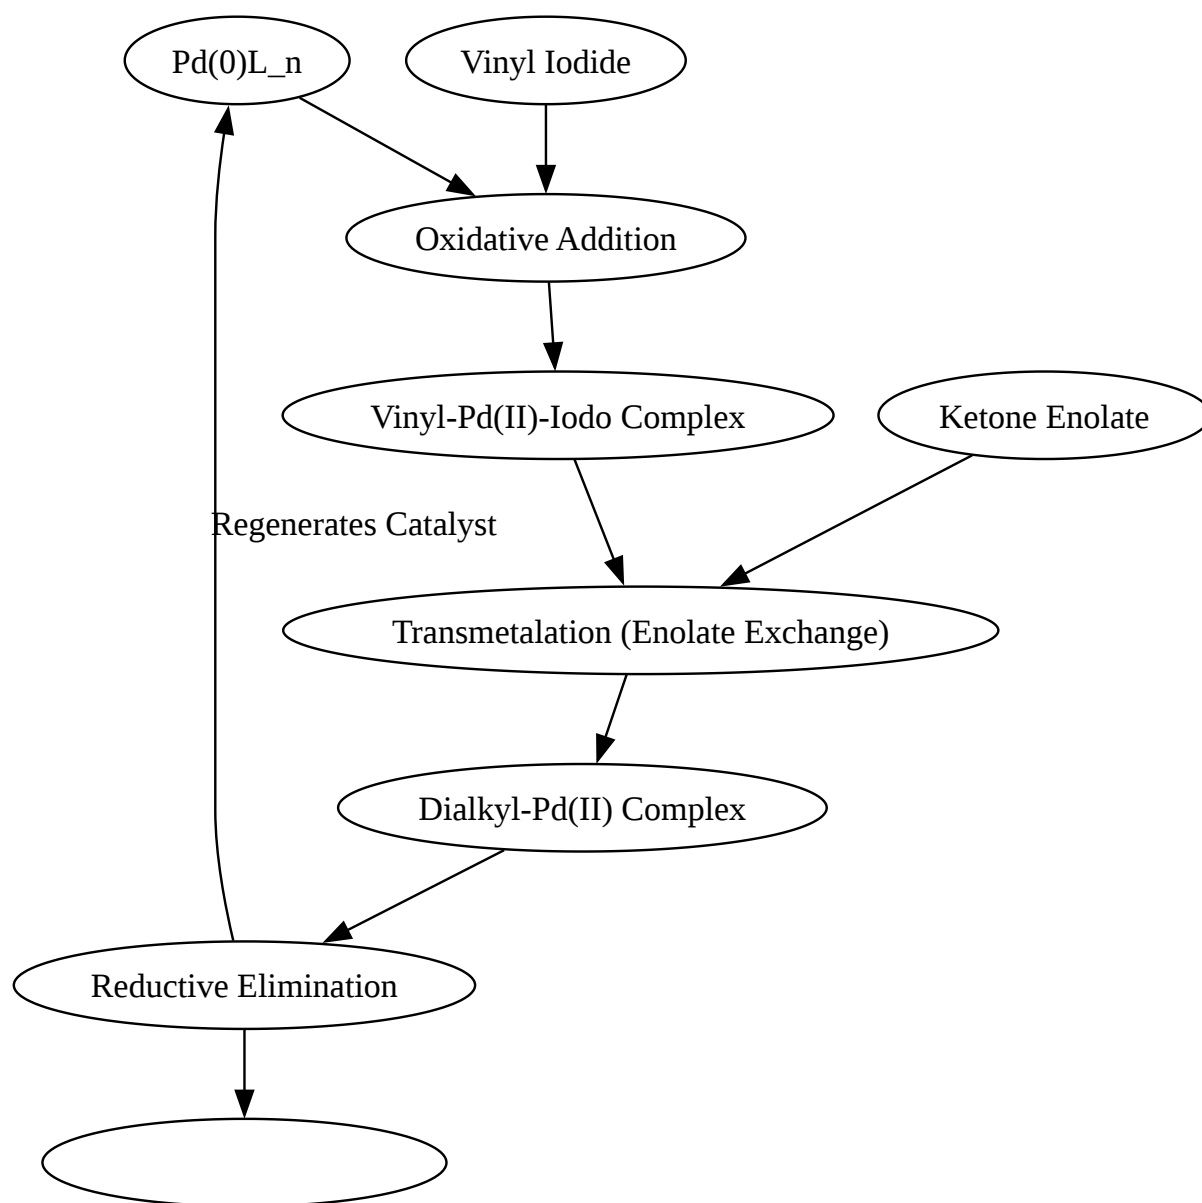 Pd(0)L_n
Vinyl Iodide
Oxidative Addition
Vinyl-Pd(II)-Iodo Complex
Ketone Enolate
Regenerates Catalyst
Transmetalation (Enolate Exchange)
Dialkyl-Pd(II) Complex
Reductive Elimination